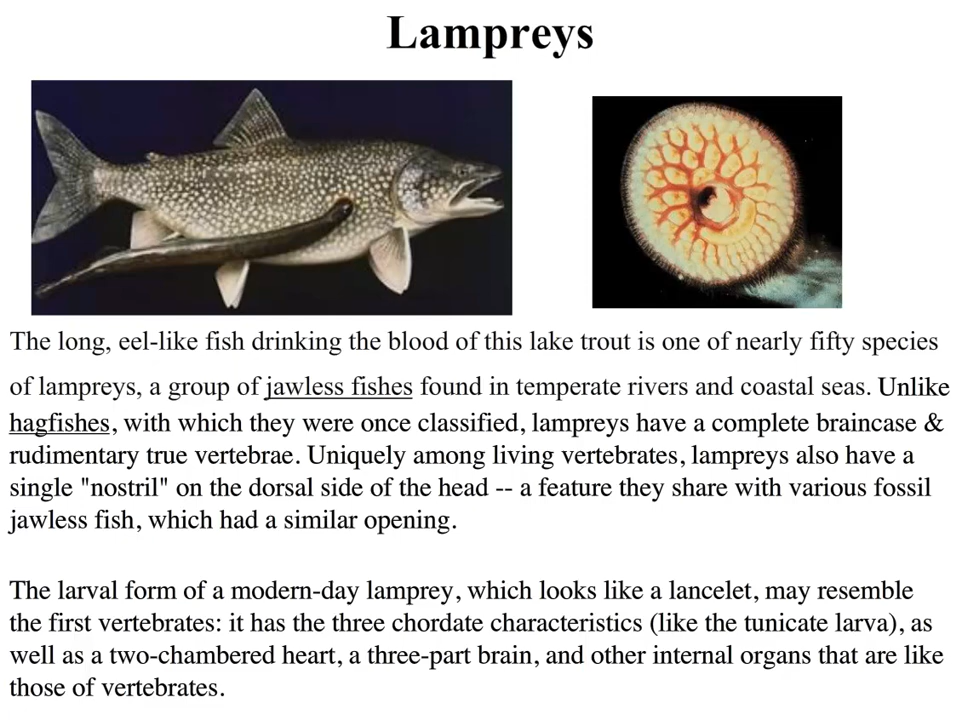 Lampreys
The long, eel-like fish drinking the blood of this lake trout is one of nearly fifty species
of lampreys, a group of jawless fishes found in temperate rivers and coastal seas. Unlike
hagfishes, with which they were once classified, lampreys have a complete braincase &
rudimentary true vertebrae. Uniquely among living vertebrates, lampreys also have a
single "nostril" on the dorsal side of the head -- a feature they share with various fossil
jawless fish, which had a similar opening.
The larval form of a modern-day lamprey, which looks like a lancelet, may resemble
the first vertebrates: it has the three chordate characteristics (like the tunicate larva), as
well as a two-chambered heart, a three-part brain, and other internal organs that are like
those of vertebrates.